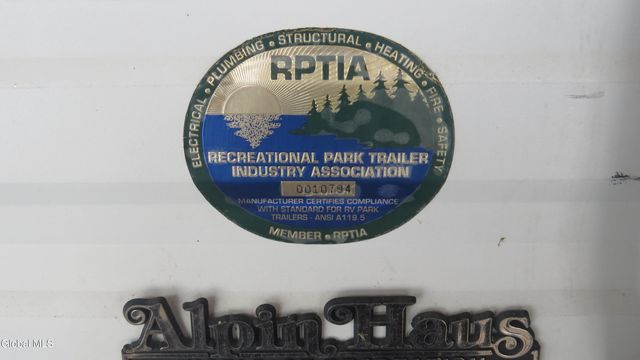 ELECTRICAL • PLUMBING • STRUCTURAL • HEATING • FIRE • SAFETY
RPTIA
RECREATIONAL PARK TRAILER
INDUSTRY ASSOCIATION
0010794
MANUFACTURER CERTIFIES COMPLIANCE
WITH STANDARD FOR RV PARK
TRAILERS - ANSI A119.5
MEMBER • RPTIA
Alpin Haus
Global MLS